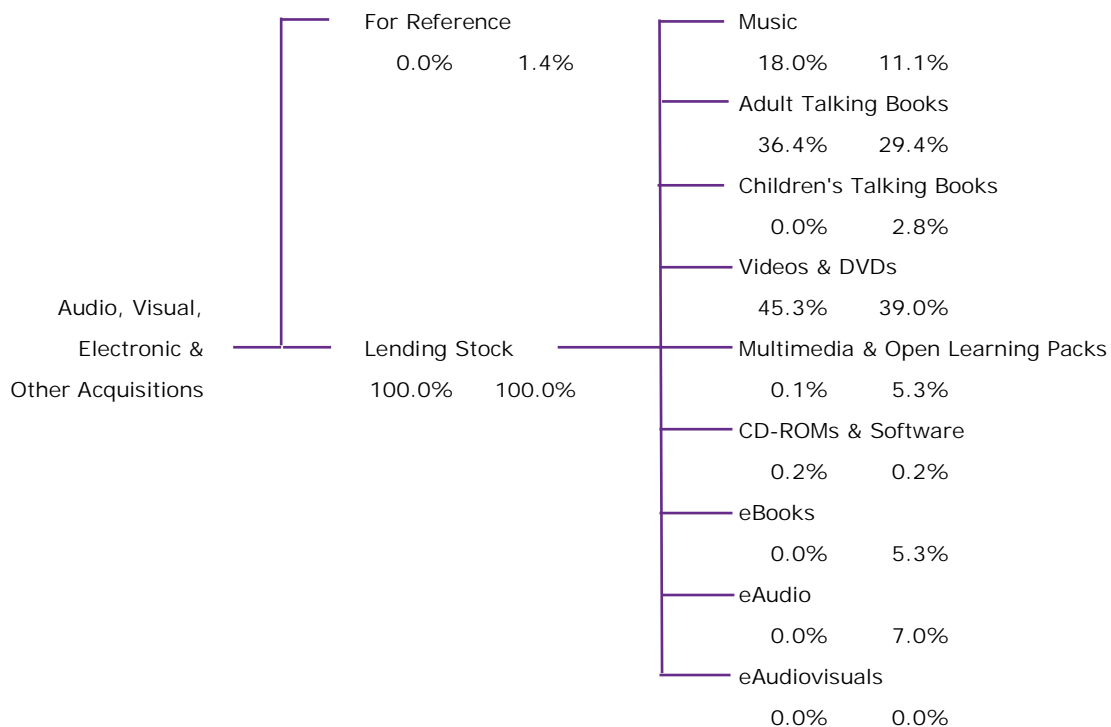 For Reference
0.0% 1.4%
Audio, Visual,
Electronic &
Other Acquisitions
Lending Stock
100.0% 100.0%
Music
18.0% 11.1%
Adult Talking Books
36.4% 29.4%
Children's Talking Books
0.0% 2.8%
Videos & DVDs
45.3% 39.0%
Multimedia & Open Learning Packs
0.1% 5.3%
CD-ROMs & Software
0.2% 0.2%
eBooks
0.0% 5.3%
eAudio
0.0% 7.0%
eAudiovisuals
0.0% 0.0%